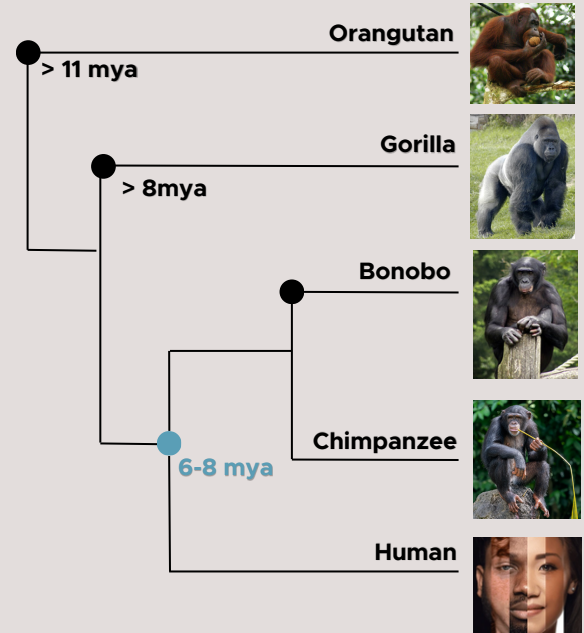 Orangutan
> 11 mya
Gorilla
> 8mya
Bonobo
Chimpanzee
6-8 mya
Human